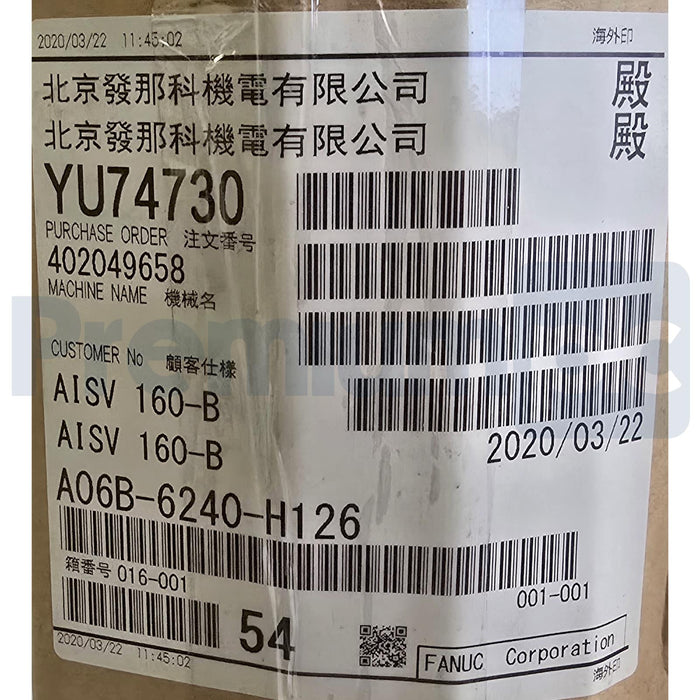 2020/03/22 11:45:02 海外印
北京發那科機電有限公司 殿
北京發那科機電有限公司 殿
YU74730
PURCHASE ORDER 注文番号
402049658
MACHINE NAME 機械名
CUSTOMER No 顧客仕様
AISV 160-B
AISV 160-B
2020/03/22
A06B-6240-H126
箱番号 016-001
001-001
54
FANUC Corporation
2020/03/22 11:45:02 海外印